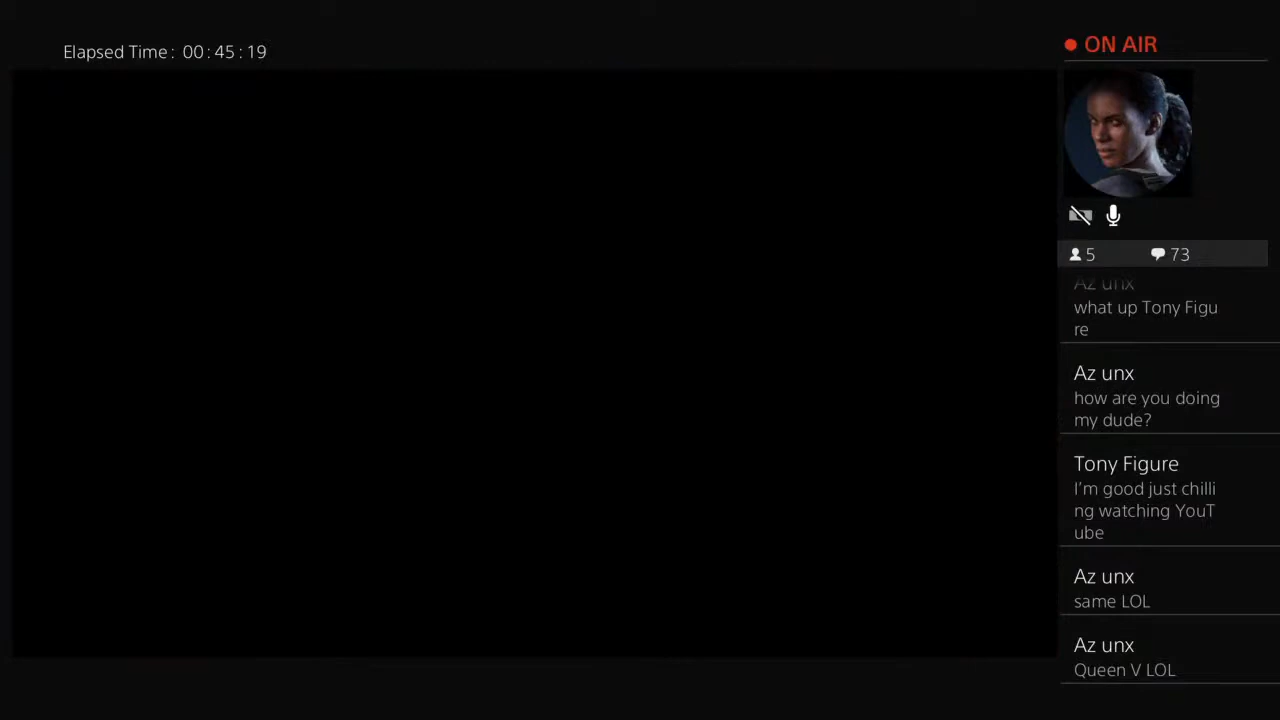 Elapsed Time: 00:45:19
ON AIR
5 73
Az unx
what up Tony Figu
re
Az unx
how are you doing
my dude?
Tony Figure
I'm good just chilli
ng watching YouT
ube
Az unx
same LOL
Az unx
Queen V LOL